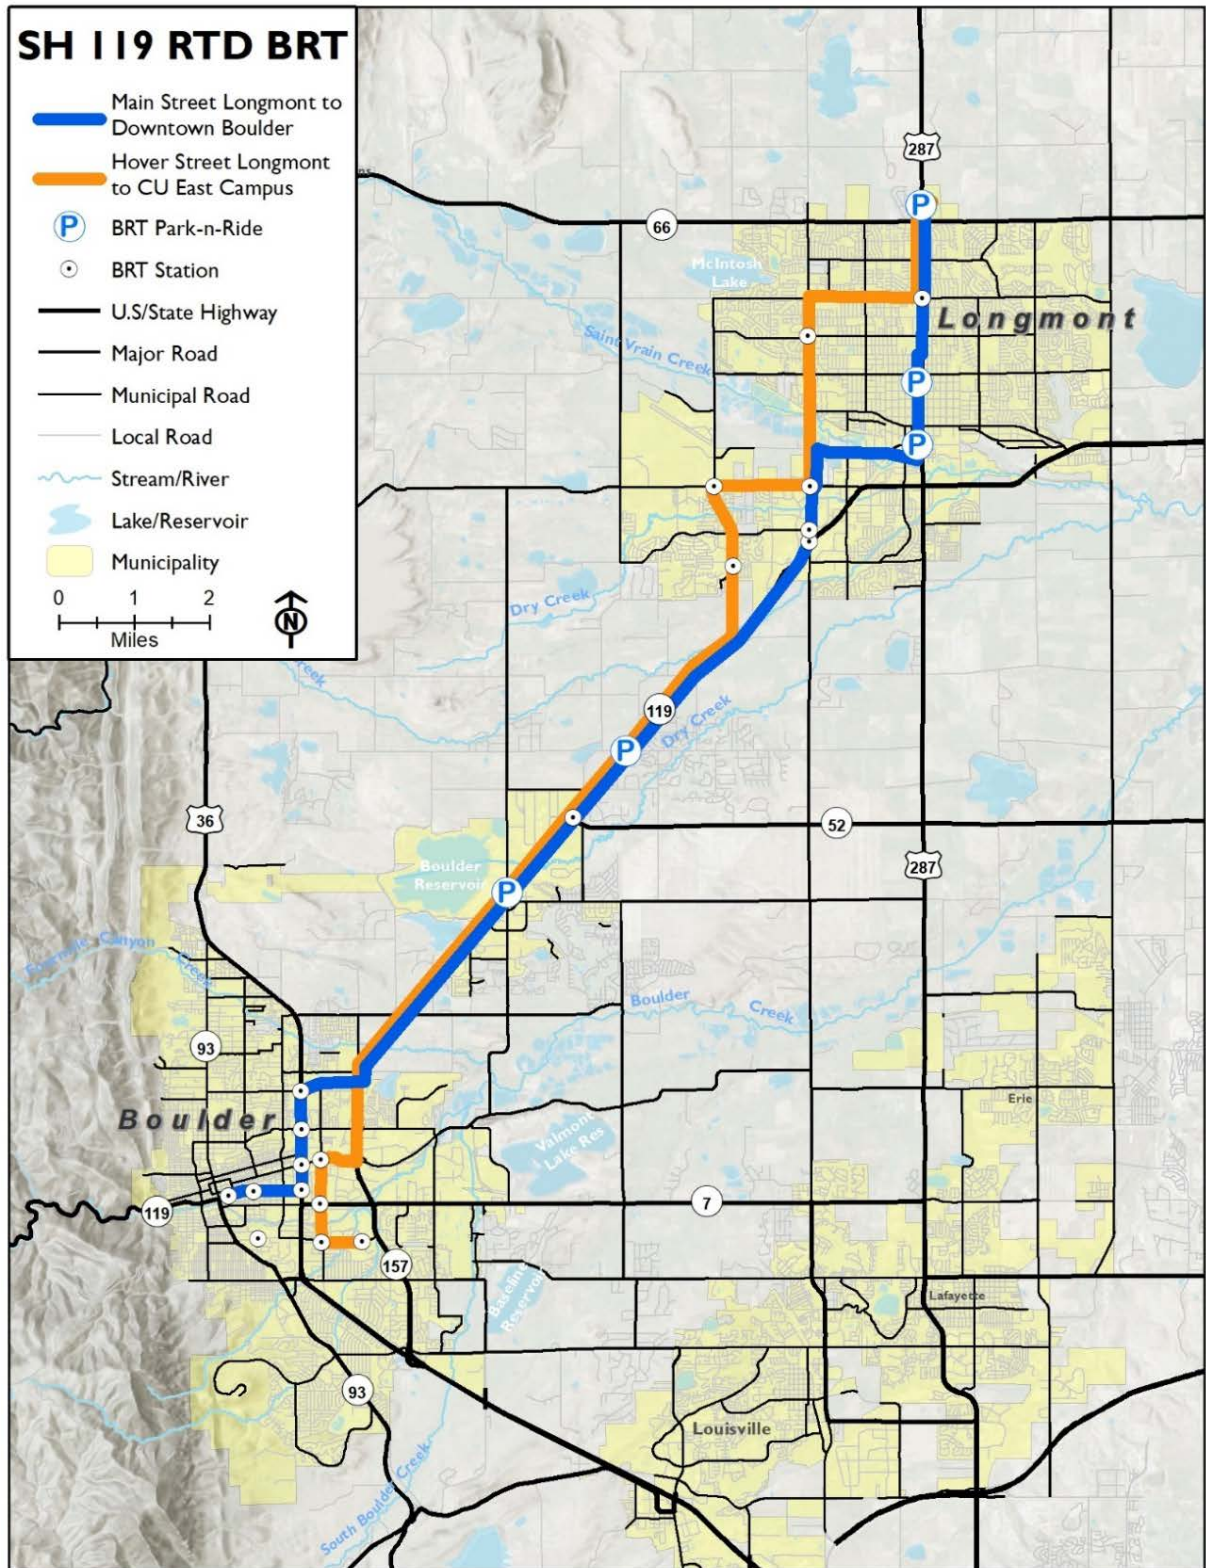 SH 119 RTD BRT
Main Street Longmont to
Downtown Boulder
Hover Street Longmont
to CU East Campus
P
BRT Park-n-Ride
BRT Station
U.S/State Highway
Major Road
Municipal Road
Local Road
Stream/River
Lake/Reservoir
Municipality
0 1 2
Miles
N
287
P
66
McIntosh
Lake
Longmont
Saint Vrain Creek
P
P
Dry Creek
Creek
119
Dry Creek
P
36
52
287
Boulder
Reservoir
P
Fourmile Canyon
Creek
Boulder
Creek
93
Erie
Boulder
Valmont
Lake Res
119
7
157
Baseline
Reservoir
Lafayette
93
Louisville
South Boulder Creek